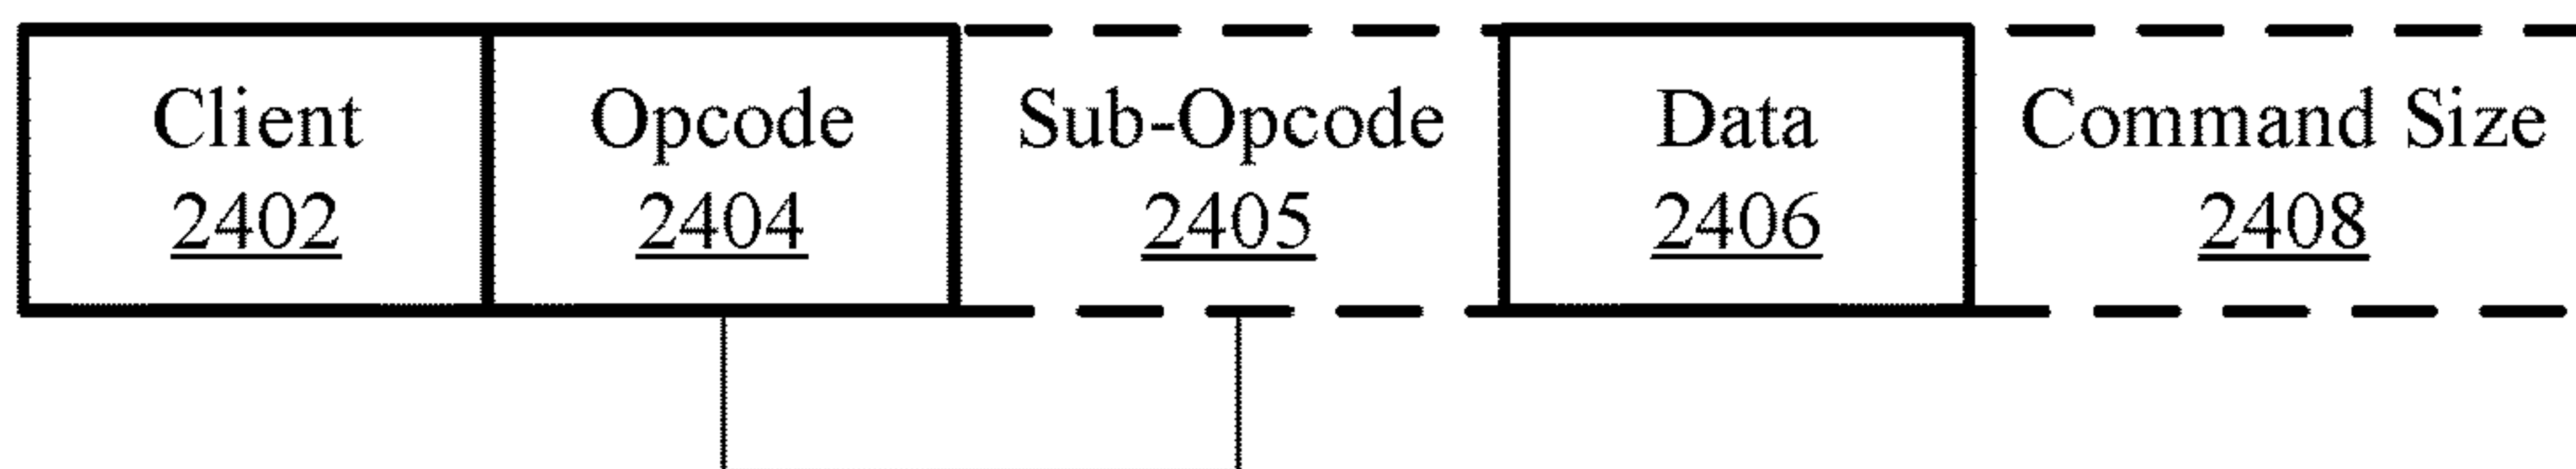 Client
2402
Opcode
2404
Sub-Opcode
2405
Data
2406
Command Size
2408